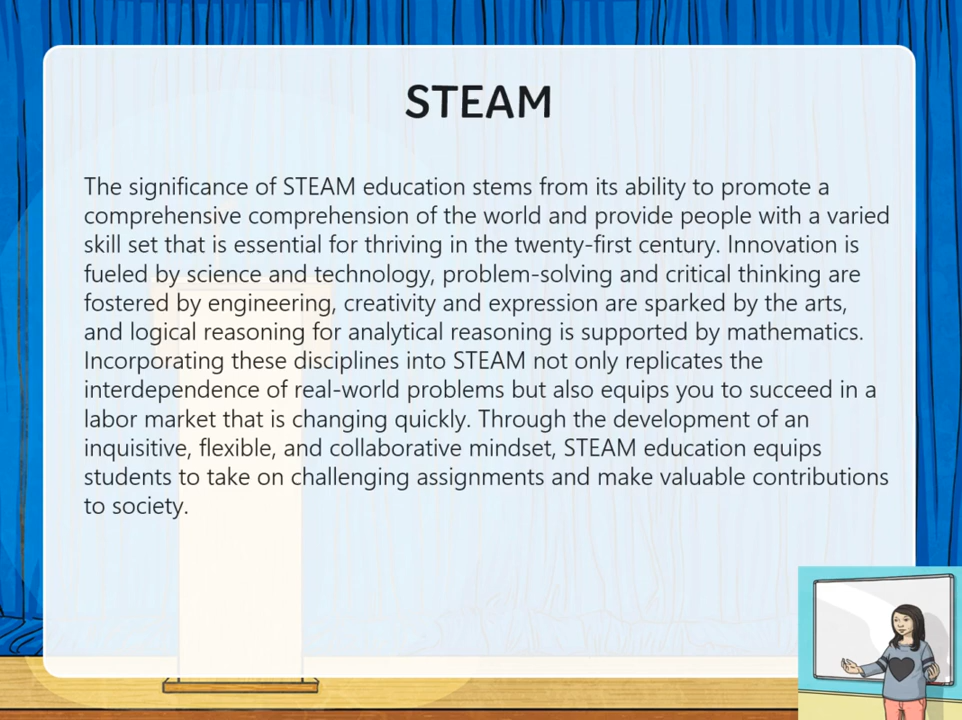 STEAM
The significance of STEAM education stems from its ability to promote a
comprehensive comprehension of the world and provide people with a varied
skill set that is essential for thriving in the twenty-first century. Innovation is
fueled by science and technology, problem-solving and critical thinking are
fostered by engineering, creativity and expression are sparked by the arts,
and logical reasoning for analytical reasoning is supported by mathematics.
Incorporating these disciplines into STEAM not only replicates the
interdependence of real-world problems but also equips you to succeed in a
labor market that is changing quickly. Through the development of an
inquisitive, flexible, and collaborative mindset, STEAM education equips
students to take on challenging assignments and make valuable contributions
to society.